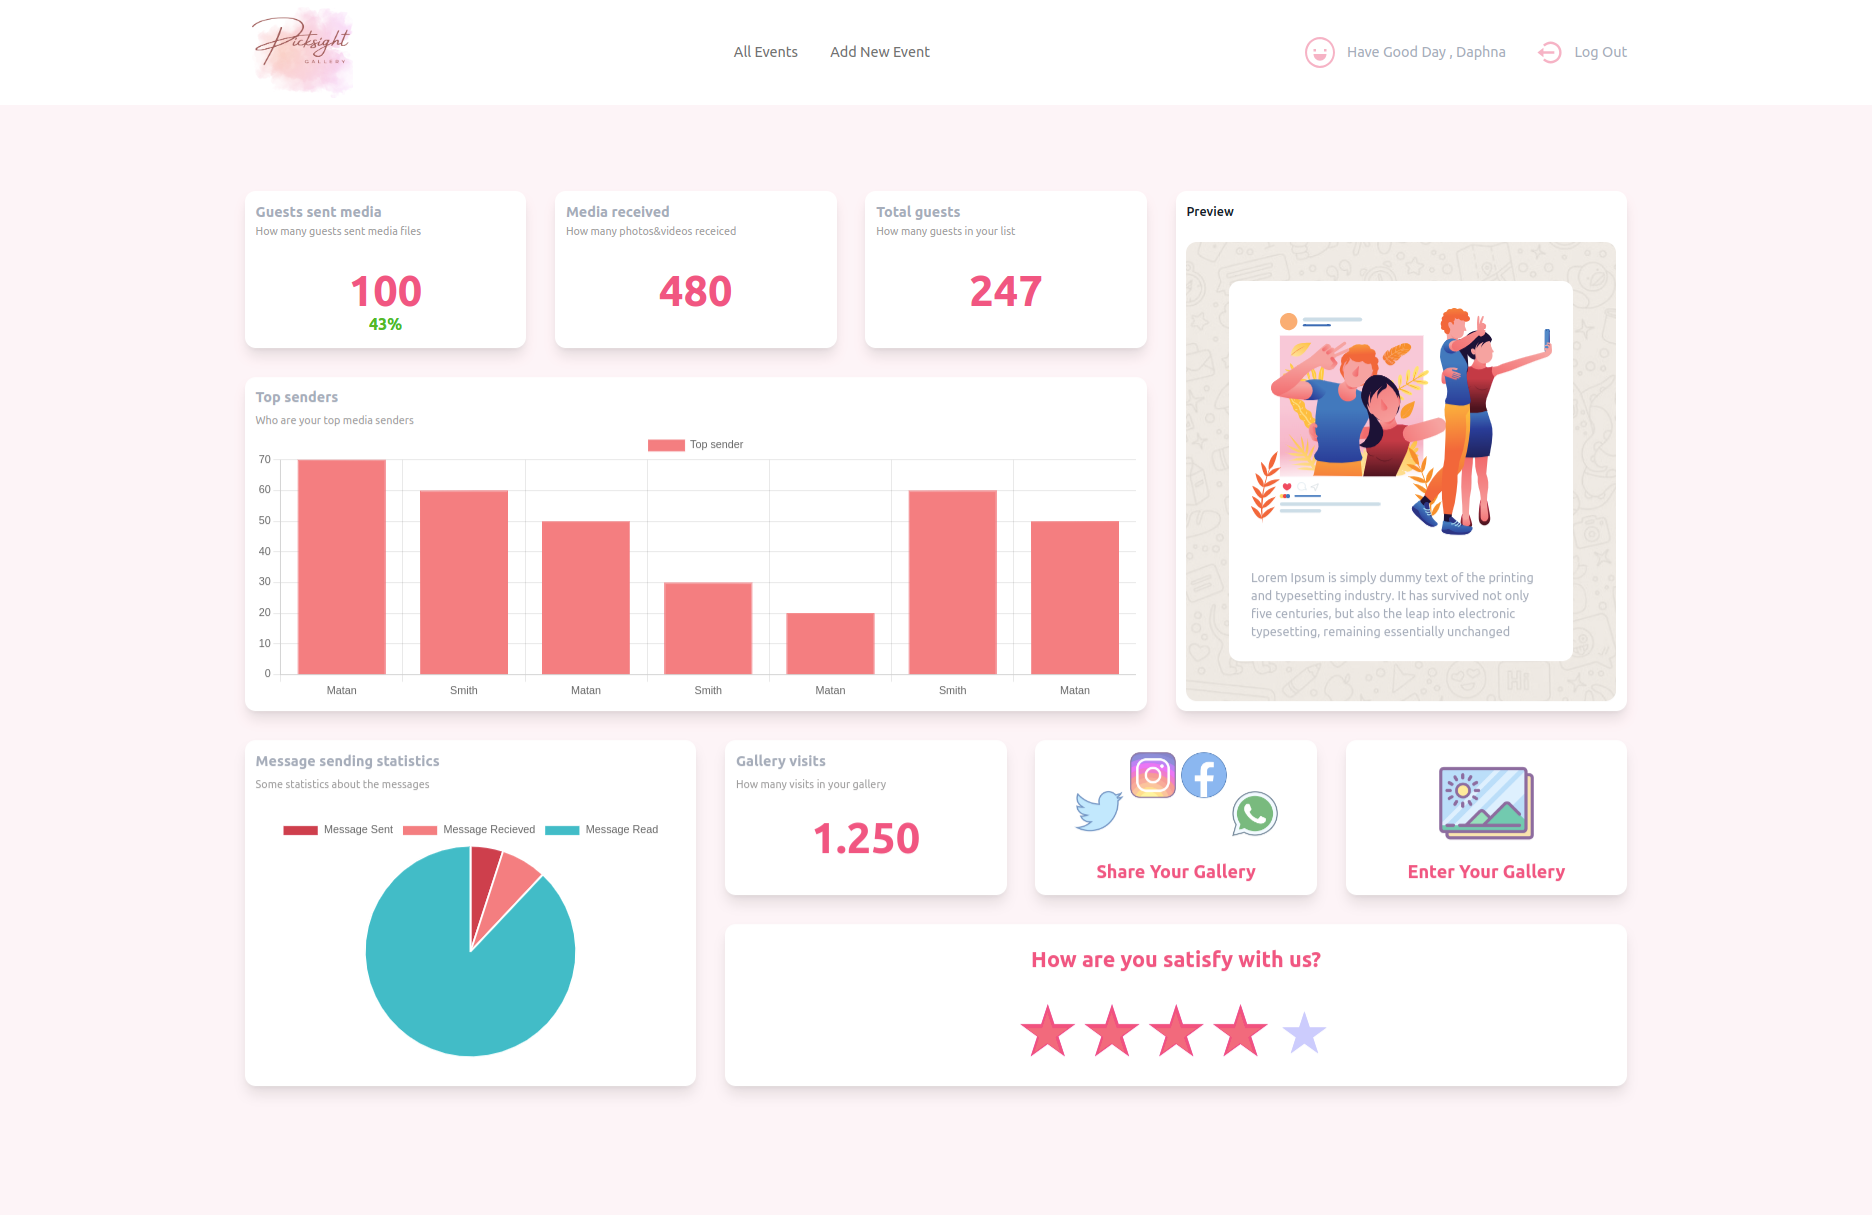 Picksight
GALLERY
All Events
Add New Event
Have Good Day , Daphna
Log Out
Guests sent media
How many guests sent media files
100
43%
Media received
How many photos&videos receiced
480
Total guests
How many guests in your list
247
Preview
Hi
Lorem Ipsum is simply dummy text of the printing
and typesetting industry. It has survived not only
five centuries, but also the leap into electronic
typesetting, remaining essentially unchanged
Top senders
Who are your top media senders
Top sender
70
60
50
40
30
20
10
0
Matan
Smith
Matan
Smith
Matan
Smith
Matan
Message sending statistics
Some statistics about the messages
Message Sent
Message Recieved
Message Read
Gallery visits
How many visits in your gallery
1.250
Share Your Gallery
Enter Your Gallery
How are you satisfy with us?